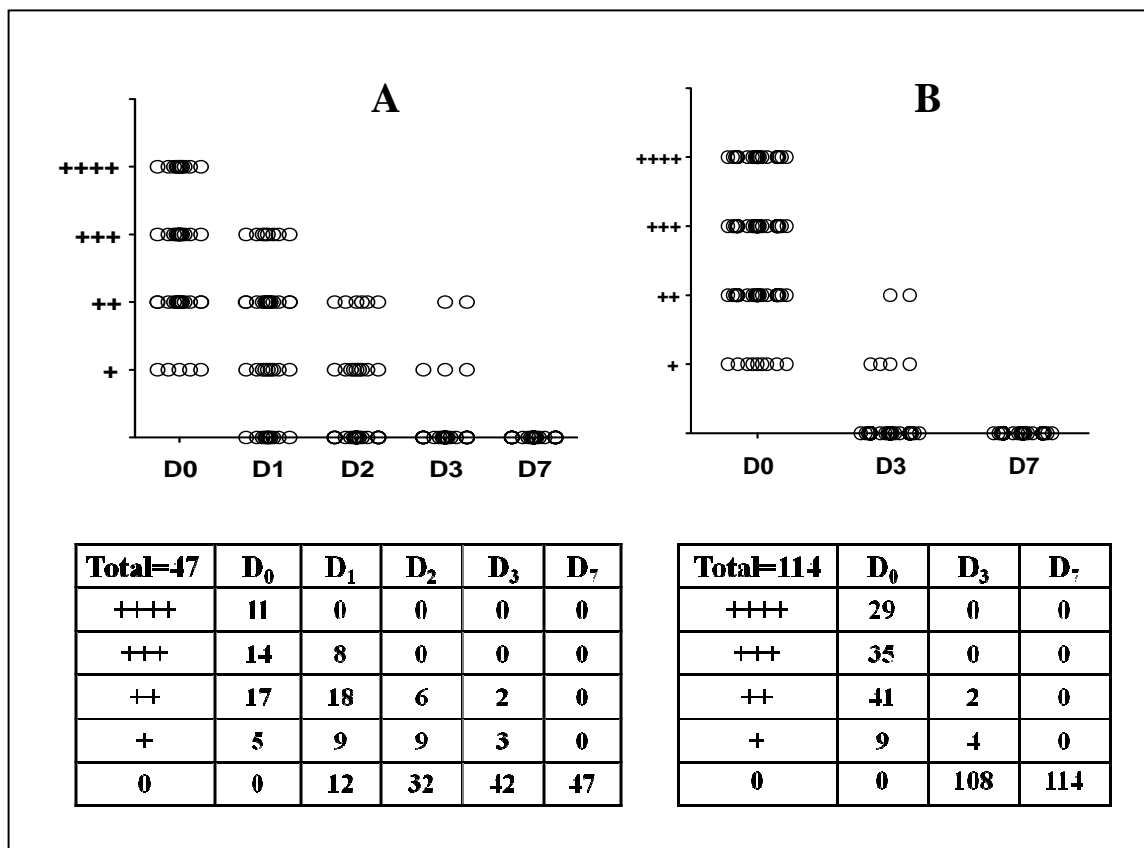 A
++++
+++
++
+
D0 D1 D2 D3 D7
B
++++
+++
++
+
D0 D3 D7
Total=47 D₀ D₁ D₂ D₃ D₇
++++ 11 0 0 0 0
+++ 14 8 0 0 0
++ 17 18 6 2 0
+ 5 9 9 3 0
0 0 12 32 42 47
Total=114 D₀ D₃ D₇
++++ 29 0 0
+++ 35 0 0
++ 41 2 0
+ 9 4 0
0 0 108 114